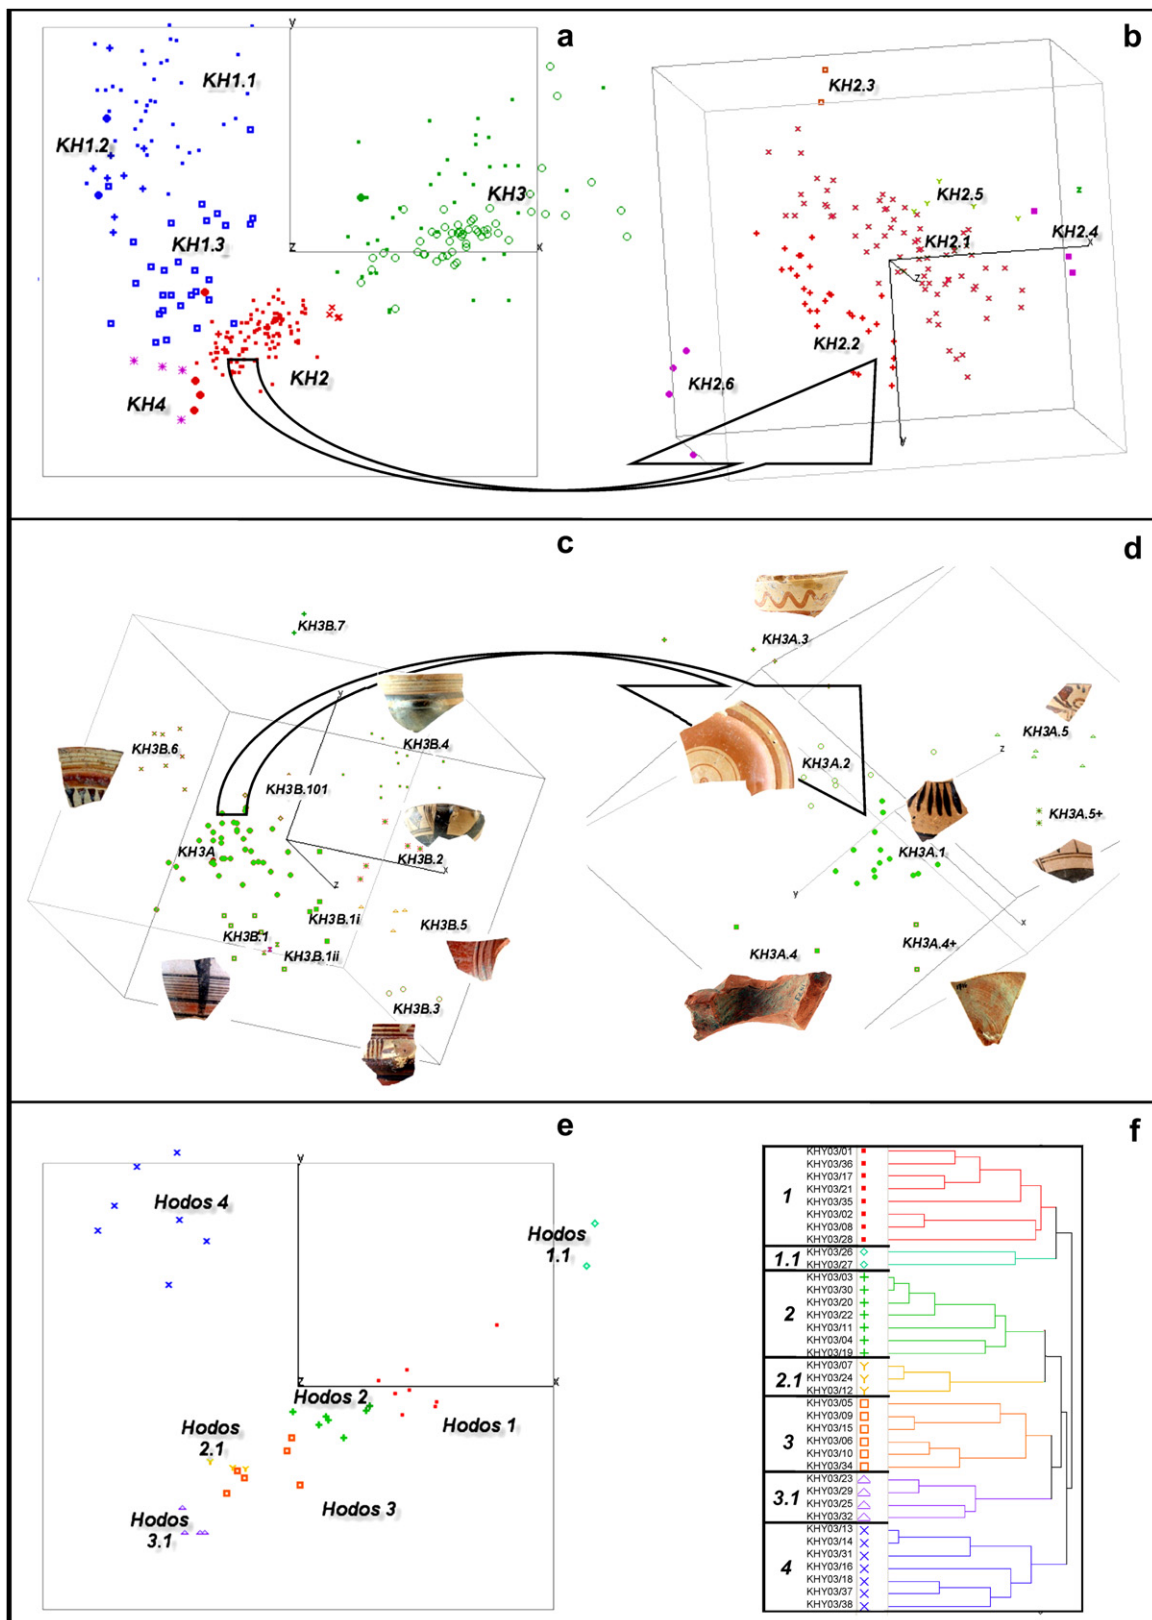 a
y
KH1.1
KH1.2
KH1.3
KH3
z
x
KH2
KH4
b
KH2.3
KH2.5
KH2.1
KH2.4
x
z
KH2.2
KH2.6
y
c
KH3B.7
y
KH3B.4
KH3B.6
KH3B.101
KH3A
KH3B.2
x
z
KH3B.1i
KH3B.5
KH3B.1
KH3B.1ii
KH3B.3
d
KH3A.3
KH3A.5
z
KH3A.2
KH3A.5+
KH3A.1
y
x
KH3A.4+
KH3A.4
e
y
Hodos 4
Hodos
1.1
z
x
Hodos 2
Hodos 1
Hodos
2.1
Hodos 3
Hodos
3.1
f
1
KHY03/01
KHY03/36
KHY03/17
KHY03/21
KHY03/35
KHY03/02
KHY03/08
KHY03/28
1.1
KHY03/26
KHY03/27
2
KHY03/03
KHY03/30
KHY03/20
KHY03/22
KHY03/11
KHY03/04
KHY03/19
2.1
KHY03/07
KHY03/24
KHY03/12
3
KHY03/05
KHY03/09
KHY03/15
KHY03/06
KHY03/10
KHY03/34
3.1
KHY03/23
KHY03/29
KHY03/25
KHY03/32
4
KHY03/13
KHY03/14
KHY03/31
KHY03/16
KHY03/18
KHY03/37
KHY03/38